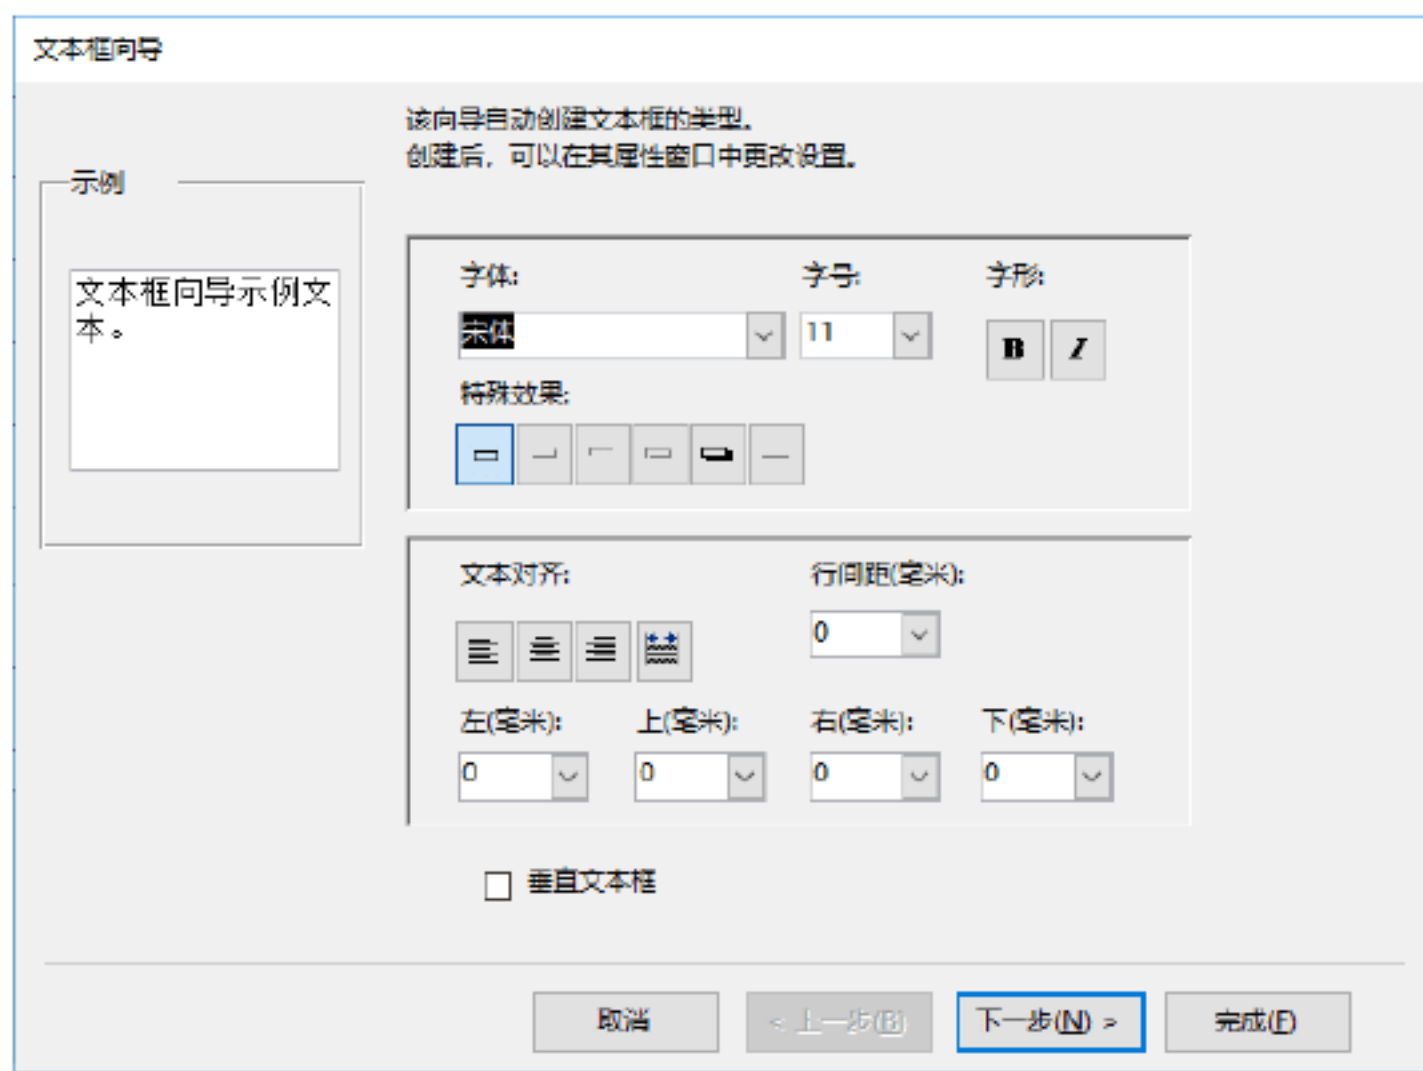 文本框向导
该向导自动创建文本框的类型。
创建后，可以在其属性窗口中更改设置。
示例
文本框向导示例文
本。
字体:
字号:
字形:
宋体
11
B
I
特殊效果:
文本对齐:
行间距(毫米):
0
左(毫米):
上(毫米):
右(毫米):
下(毫米):
0
0
0
0
垂直文本框
取消
< 上一步(B)
下一步(N) >
完成(F)